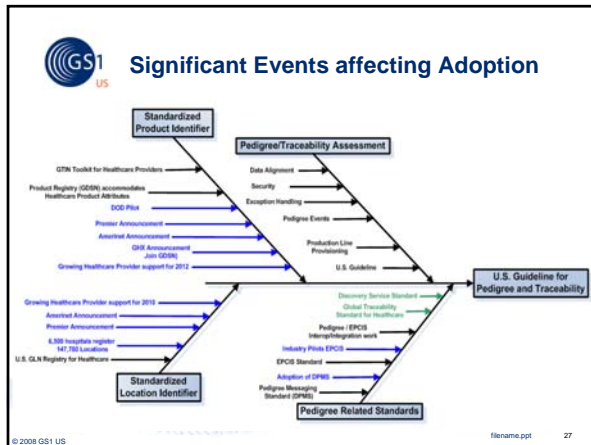 GS1
US
Significant Events affecting Adoption
Standardized
Product Identifier
GTIN Toolkit for Healthcare Providers
Product Registry (GDSN) accommodates
Healthcare Product Attributes
DOD Pilot
Premier Announcement
Amerinet Announcement
GHX Announcement
Join GDSN)
Growing Healthcare Provider support for 2012
Pedigree/Traceability Assessment
Data Alignment
Security
Exception Handling
Pedigree Events
Production Line
Provisioning
U.S. Guideline
U.S. Guideline for
Pedigree and Traceability
Growing Healthcare Provider support for 2010
Amerinet Announcement
Premier Announcement
6,500 hospitals register
147,780 Locations
U.S. GLN Registry for Healthcare
Standardized
Location Identifier
Discovery Service Standard
Global Traceability
Standard for Healthcare
Pedigree / EPCIS
Interop/Integration work
Industry Pilots EPCIS
EPCIS Standard
Adoption of DPMS
Pedigree Messaging
Standard (DPMS)
Pedigree Related Standards
© 2008 GS1 US
filename.ppt
27